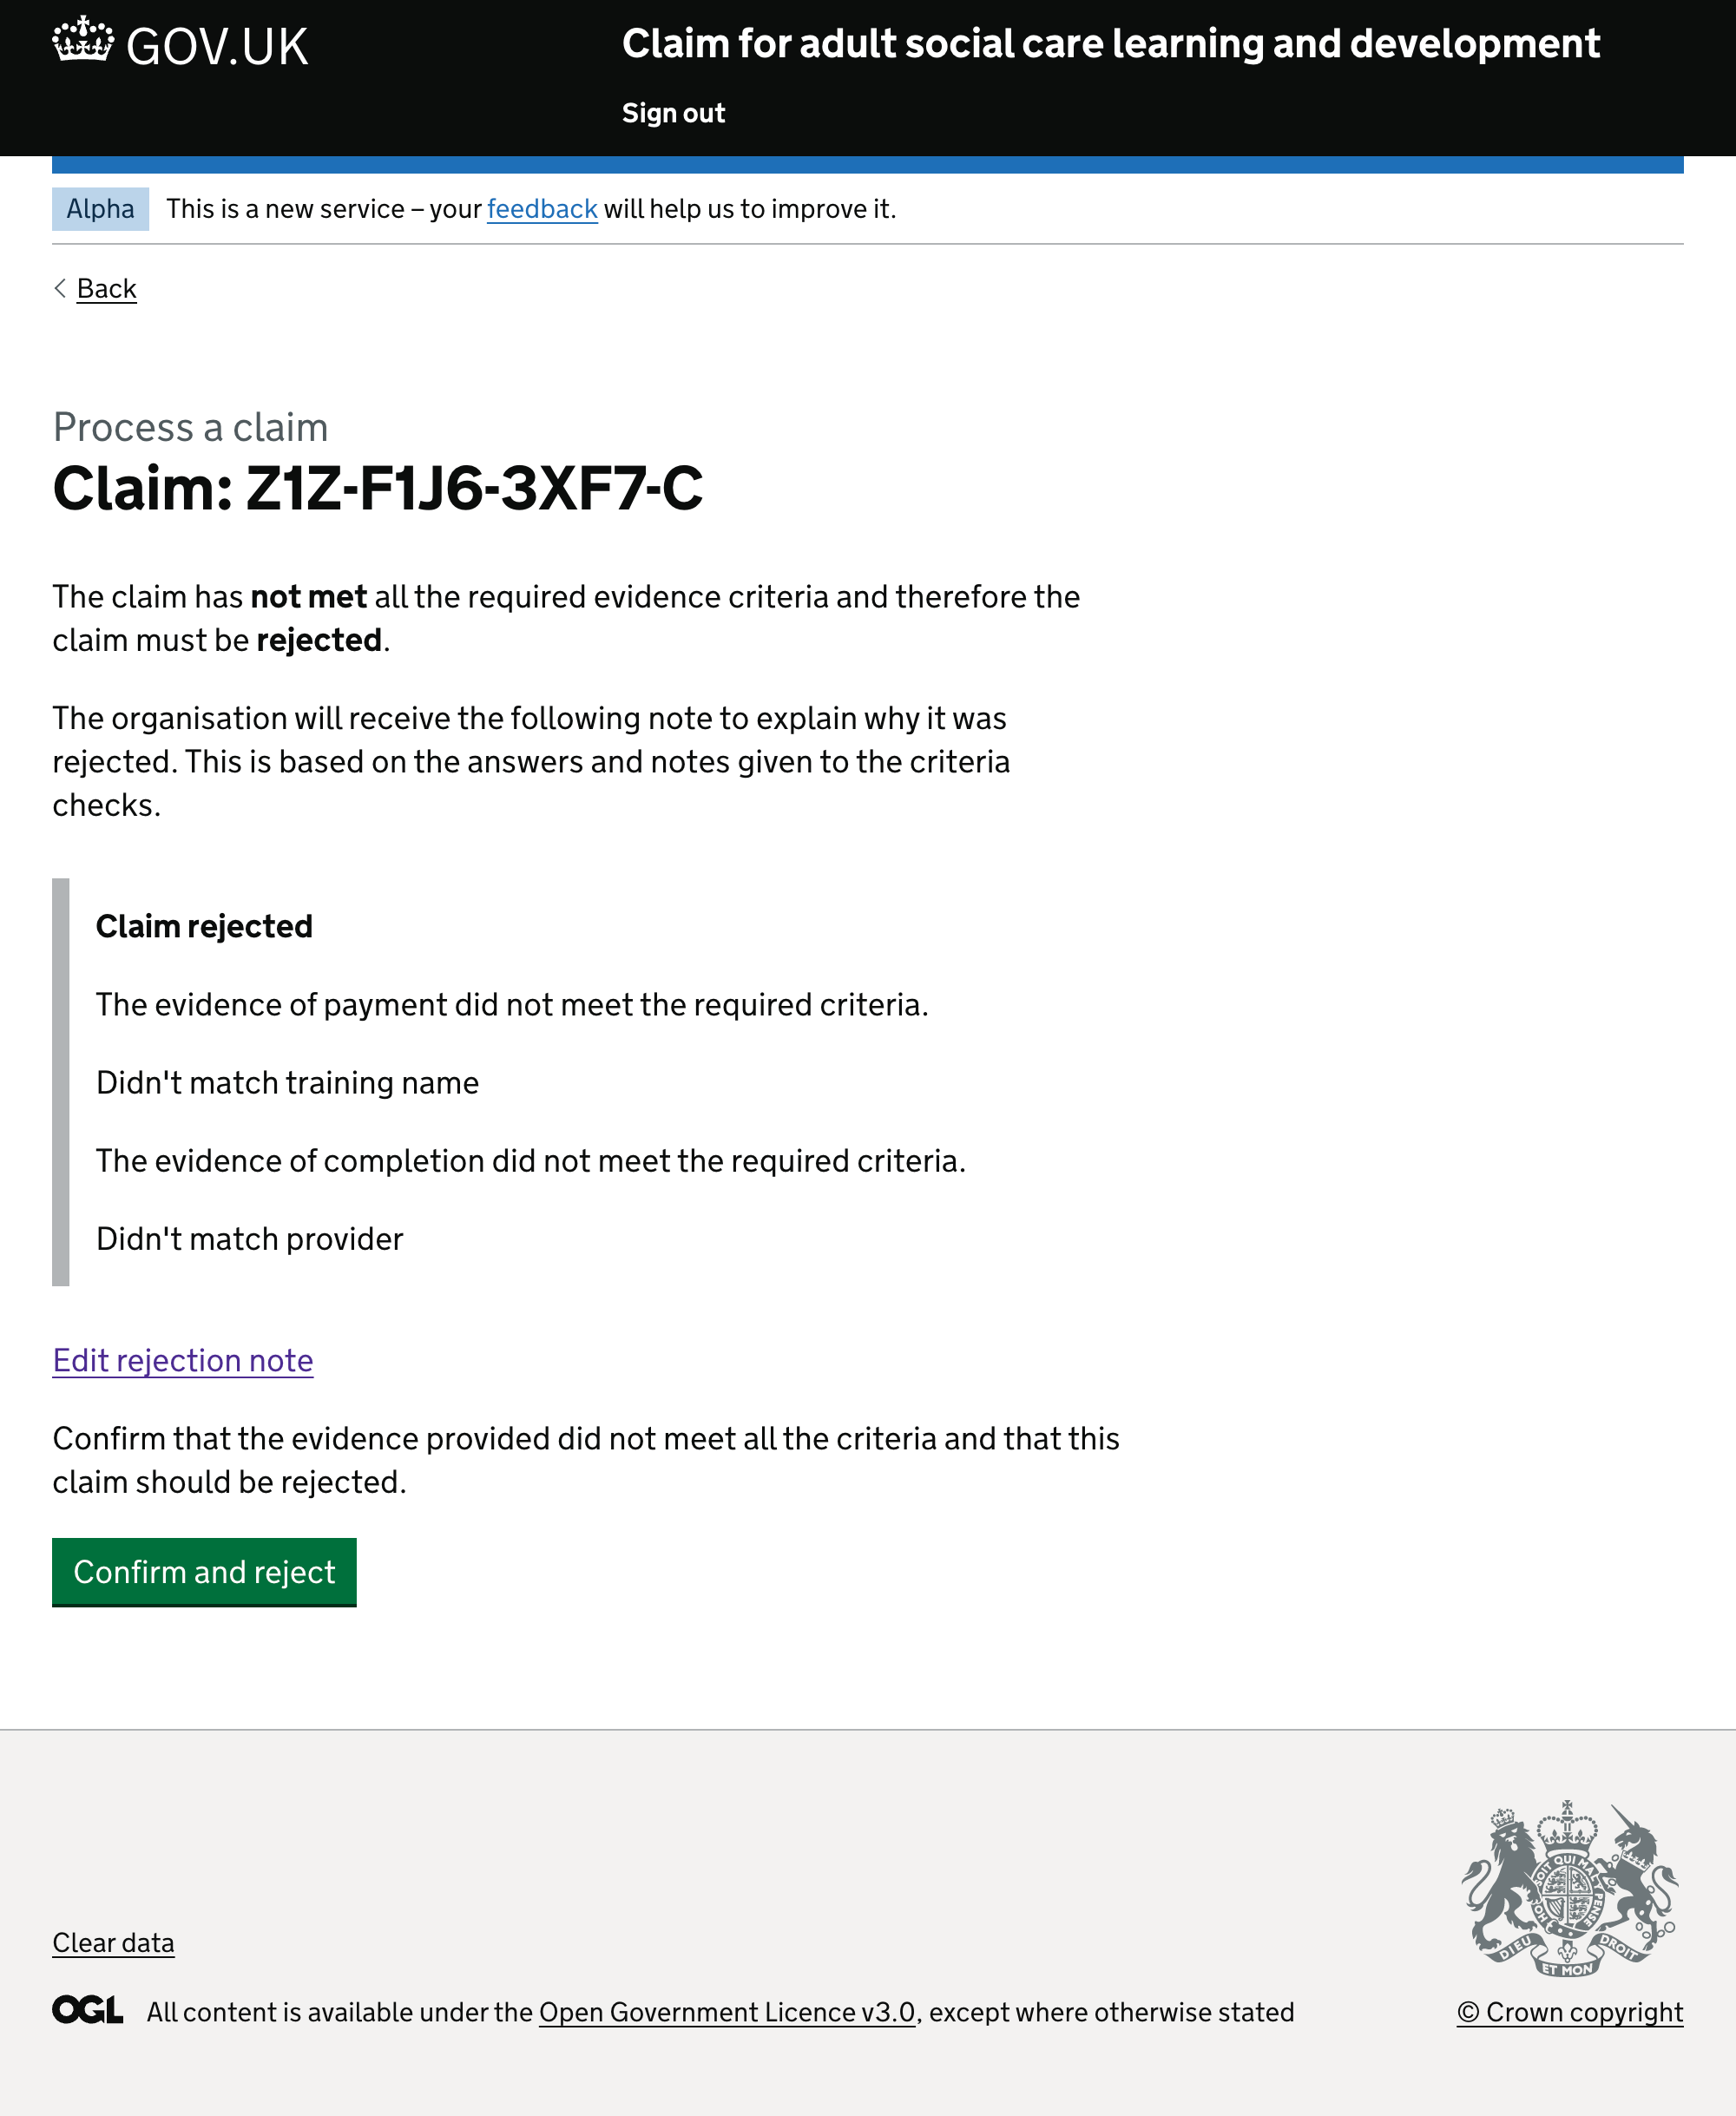 GOV.UK
Claim for adult social care learning and development
Sign out
Alpha
This is a new service – your feedback will help us to improve it.
Back
Process a claim
Claim: Z1Z-F1J6-3XF7-C
The claim has not met all the required evidence criteria and therefore the
claim must be rejected.
The organisation will receive the following note to explain why it was
rejected. This is based on the answers and notes given to the criteria
checks.
Claim rejected
The evidence of payment did not meet the required criteria.
Didn't match training name
The evidence of completion did not meet the required criteria.
Didn't match provider
Edit rejection note
Confirm that the evidence provided did not meet all the criteria and that this
claim should be rejected.
Confirm and reject
DIEU ET MON DROIT
Clear data
OGL
All content is available under the Open Government Licence v3.0, except where otherwise stated
© Crown copyright